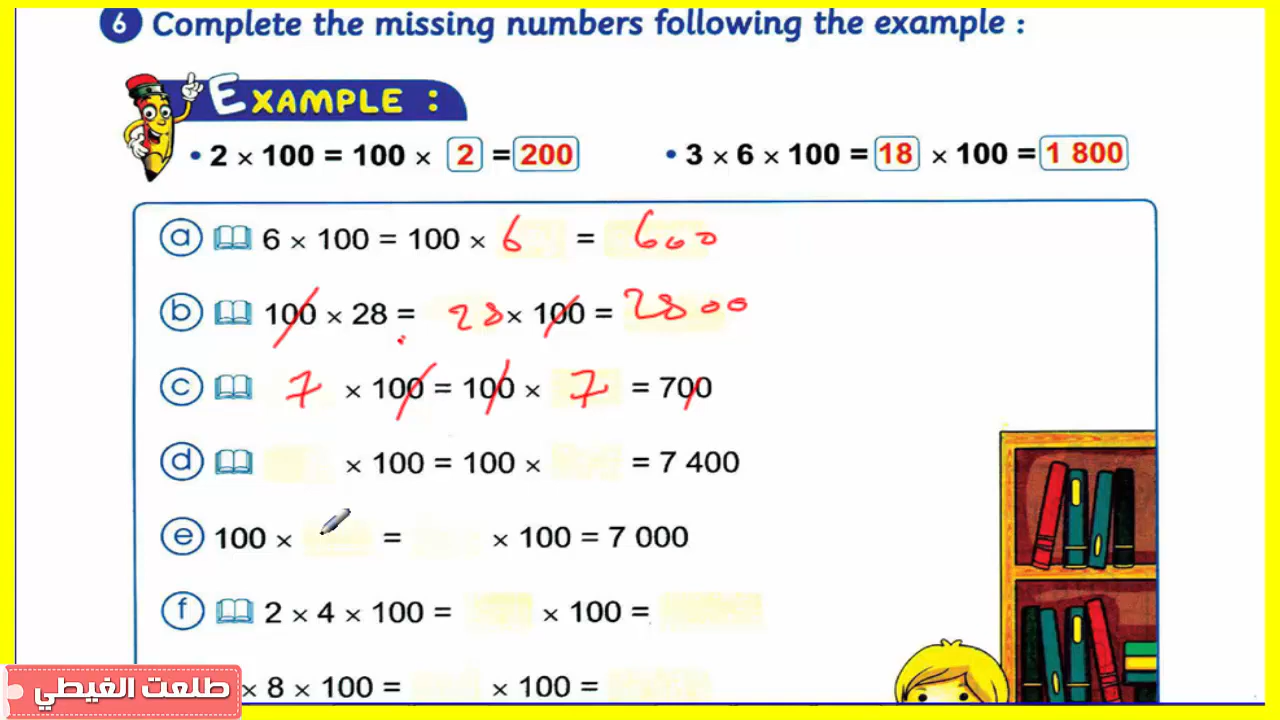 6 Complete the missing numbers following the example :
EXAMPLE :
• 2 × 100 = 100 × 2 = 200
• 3 × 6 × 100 = 18 × 100 = 1 800
a 6 × 100 = 100 × 6 = 600
b 100 × 28 = 28 × 100 = 2800
c 7 × 100 = 100 × 7 = 700
d × 100 = 100 × = 7 400
e 100 × = × 100 = 7 000
f 2 × 4 × 100 = × 100 =
× 8 × 100 = × 100 =
طلعت الغيطي